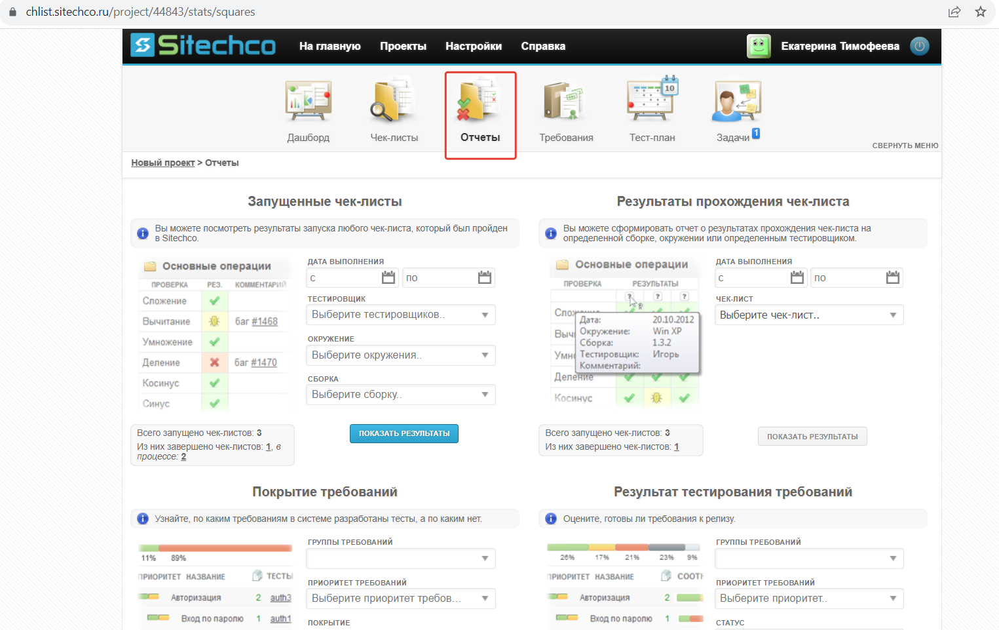 chlist.sitechco.ru/project/44843/stats/squares
Sitechco На главную Проекты Настройки Справка Екатерина Тимофеева
10
Дашборд Чек-листы Отчеты Требования Тест-план Задачи 1
СВЕРНУТЬ МЕНЮ
Новый проект > Отчеты
Запущенные чек-листы
Вы можете посмотреть результаты запуска любого чек-листа, который был пройден
в Sitechco.
Основные операции
ПРОВЕРКА РЕЗ. КОММЕНТАРИЙ
Сложение
Вычитание баг #1468
Умножение
Деление баг #1470
Косинус
Синус
ДАТА ВЫПОЛНЕНИЯ
с по
ТЕСТИРОВЩИК
Выберите тестировщиков..
ОКРУЖЕНИЕ
Выберите окружения..
СБОРКА
Выберите сборку..
Всего запущено чек-листов: 3
Из них завершено чек-листов: 1, в
процессе: 2
ПОКАЗАТЬ РЕЗУЛЬТАТЫ
Результаты прохождения чек-листа
Вы можете сформировать отчет о результатах прохождения чек-листа на
определенной сборке, окружении или определенным тестировщиком.
Основные операции
ПРОВЕРКА РЕЗУЛЬТАТЫ
? ? ?
Сложение
Дата: 20.10.2012
Окружение: Win XP
Сборка: 1.3.2
Тестировщик: Игорь
Комментарий:
Вычи
Умно
Деление
Косинус
ДАТА ВЫПОЛНЕНИЯ
с по
ЧЕК-ЛИСТ
Выберите чек-лист..
Всего запущено чек-листов: 3
Из них завершено чек-листов: 1
ПОКАЗАТЬ РЕЗУЛЬТАТЫ
Покрытие требований
Узнайте, по каким требованиям в системе разработаны тесты, а по каким нет.
11% 89%
ПРИОРИТЕТ НАЗВАНИЕ ТЕСТЫ
Авторизация 2 auth3
Вход по паролю 1 auth1
ГРУППЫ ТРЕБОВАНИЙ
ПРИОРИТЕТ ТРЕБОВАНИЙ
Выберите приоритет требов...
ПОКРЫТИЕ
Результат тестирования требований
Оцените, готовы ли требования к релизу.
26% 17% 21% 23% 9%
ПРИОРИТЕТ НАЗВАНИЕ СООТН
Авторизация 2
Вход по паролю 1
ГРУППЫ ТРЕБОВАНИЙ
ПРИОРИТЕТ ТРЕБОВАНИЙ
Выберите приоритет..
СТАТУС